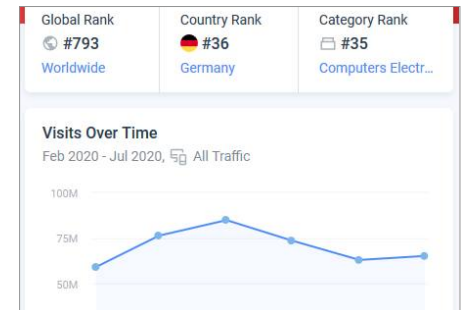 Global Rank
#793
Worldwide
Country Rank
#36
Germany
Category Rank
#35
Computers Electr...
Visits Over Time
Feb 2020 - Jul 2020, All Traffic
100M
75M
50M